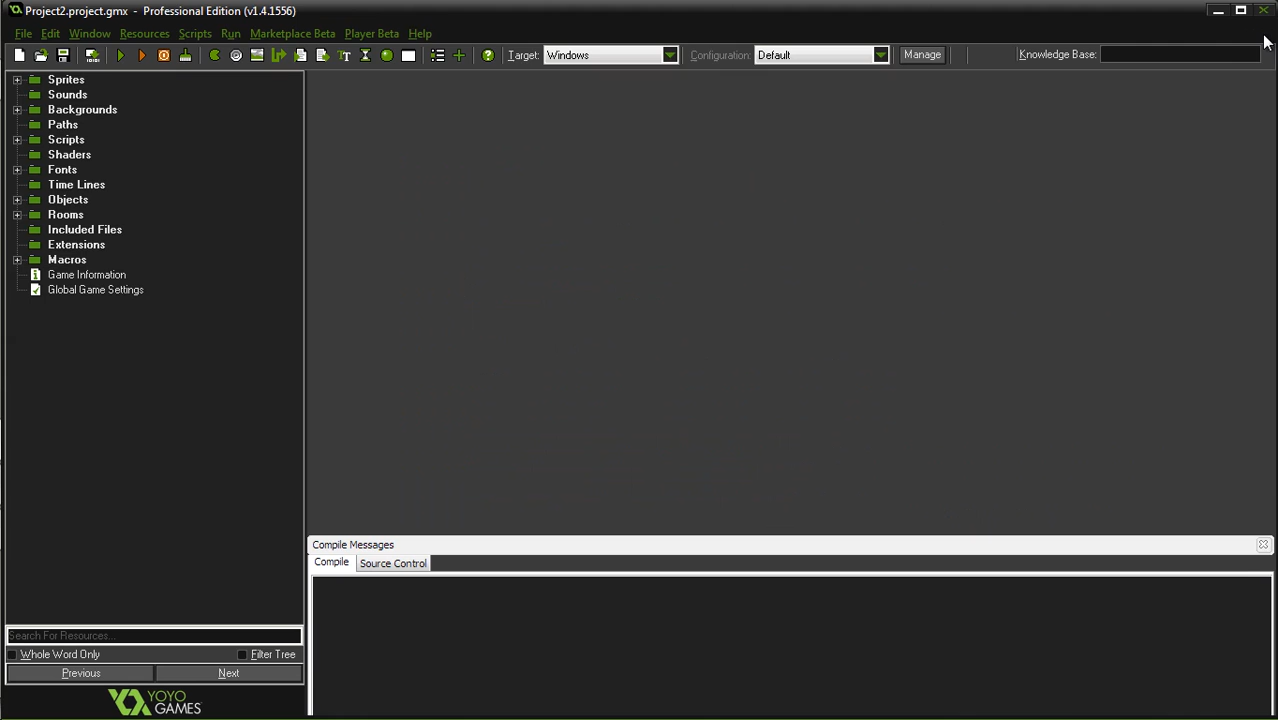 Project2.project.gmx - Professional Edition (v1.4.1556)
File Edit Window Resources Scripts Run Marketplace Beta Player Beta Help
Target: Windows Configuration: Default Manage Knowledge Base:
Sprites
Sounds
Backgrounds
Paths
Scripts
Shaders
Fonts
Time Lines
Objects
Rooms
Included Files
Extensions
Macros
Game Information
Global Game Settings
Compile Messages
Compile Source Control
Search For Resources...
Whole Word Only Filter Tree
Previous Next
YOYO
GAMES